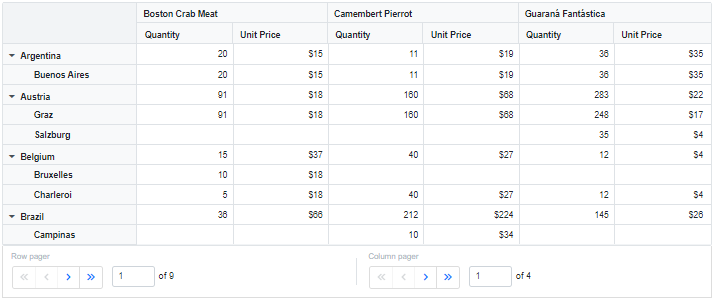 Boston Crab Meat Camembert Pierrot Guaraná Fantástica
Quantity Unit Price Quantity Unit Price Quantity Unit Price
Argentina 20 $15 11 $19 36 $35
Buenos Aires 20 $15 11 $19 36 $35
Austria 91 $18 160 $68 283 $22
Graz 91 $18 160 $68 248 $17
Salzburg 35 $4
Belgium 15 $37 40 $27 12 $4
Bruxelles 10 $18
Charleroi 5 $18 40 $27 12 $4
Brazil 36 $66 212 $224 145 $26
Campinas 10 $34
Row pager Column pager
1 of 9 1 of 4